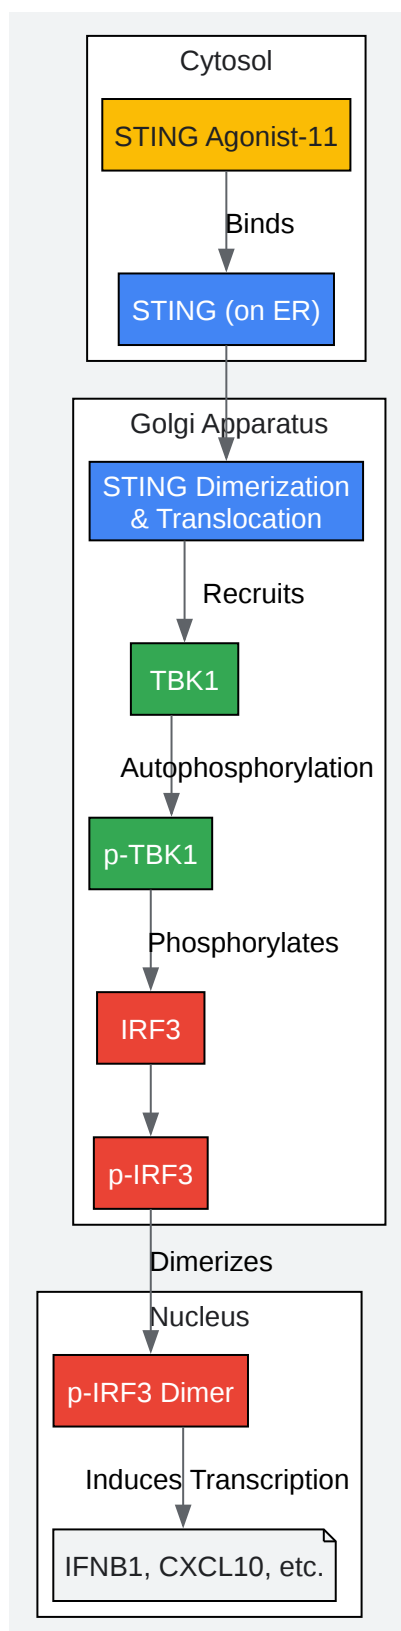 Cytosol
STING Agonist-11
Binds
STING (on ER)
Golgi Apparatus
STING Dimerization
& Translocation
Recruits
TBK1
Autophosphorylation
p-TBK1
Phosphorylates
IRF3
p-IRF3
Dimerizes
Nucleus
p-IRF3 Dimer
Induces Transcription
IFNB1, CXCL10, etc.